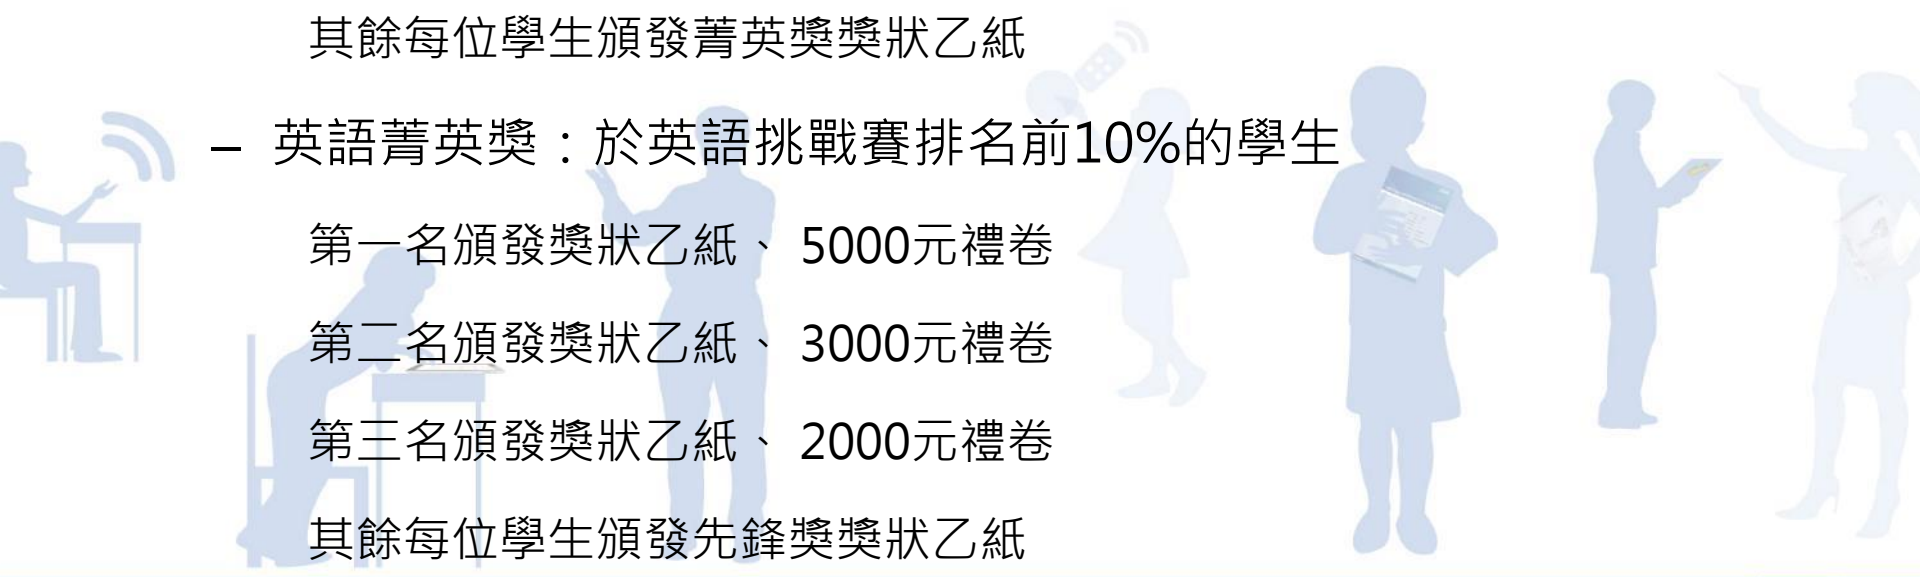 其餘每位學生頒發菁英獎獎狀乙紙
– 英語菁英獎：於英語挑戰賽排名前10%的學生
第一名頒發獎狀乙紙、 5000元禮卷
第二名頒發獎狀乙紙、 3000元禮卷
第三名頒發獎狀乙紙、 2000元禮卷
其餘每位學生頒發先鋒獎獎狀乙紙